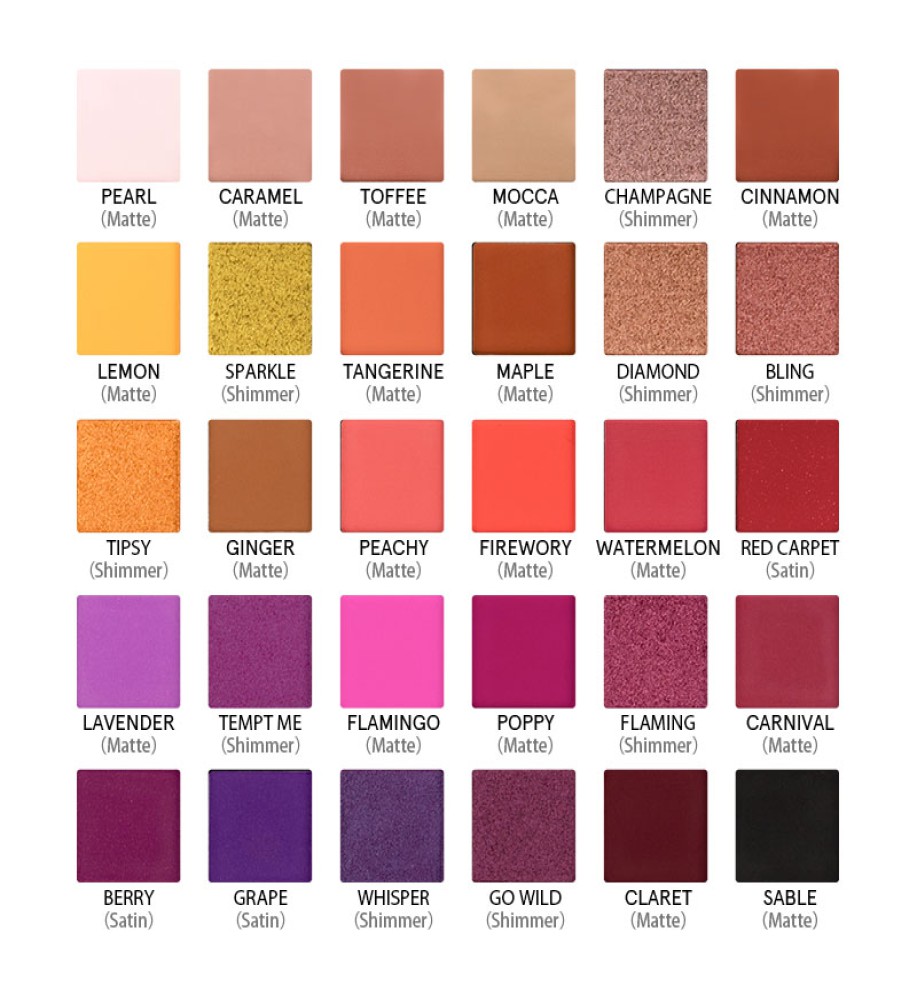 PEARL CARAMEL TOFFEE MOCCA CHAMPAGNE CINNAMON
(Matte) (Matte) (Matte) (Matte) (Shimmer) (Matte)
LEMON SPARKLE TANGERINE MAPLE DIAMOND BLING
(Matte) (Shimmer) (Matte) (Matte) (Shimmer) (Shimmer)
TIPSY GINGER PEACHY FIREWORY WATERMELON RED CARPET
(Shimmer) (Matte) (Matte) (Matte) (Matte) (Satin)
LAVENDER TEMPT ME FLAMINGO POPPY FLAMING CARNIVAL
(Matte) (Shimmer) (Matte) (Matte) (Shimmer) (Matte)
BERRY GRAPE WHISPER GO WILD CLARET SABLE
(Satin) (Satin) (Shimmer) (Shimmer) (Matte) (Matte)